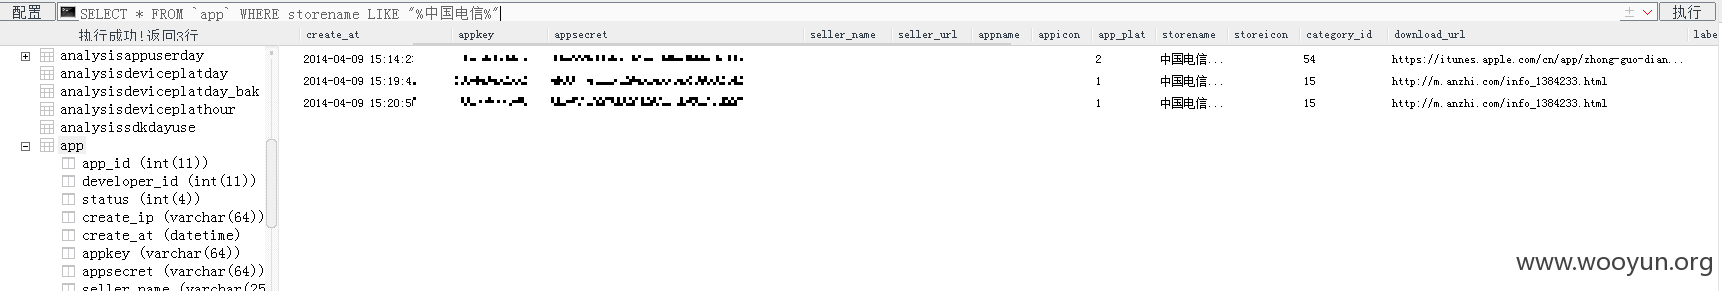 配置 SELECT * FROM `app` WHERE storename LIKE "%中国电信%" 执行
执行成功!返回3行
create_at appkey appsecret seller_name seller_url appname appicon app_plat storename storeicon category_id download_url labe
2014-04-09 15:14:2 2 中国电信... 54 https://itunes.apple.com/cn/app/zhong-guo-dian...
2014-04-09 15:19:4 1 中国电信... 15 http://m.anzhi.com/info_1384233.html
2014-04-09 15:20:5 1 中国电信... 15 http://m.anzhi.com/info_1384233.html
analysisappuserday
analysisdeviceplatday
analysisdeviceplatday_bak
analysisdeviceplathour
analysissdkdayuse
app
app_id (int(11))
developer_id (int(11))
status (int(4))
create_ip (varchar(64))
create_at (datetime)
appkey (varchar(64))
appsecret (varchar(64))
seller_name (varchar(25
www.wooyun.org